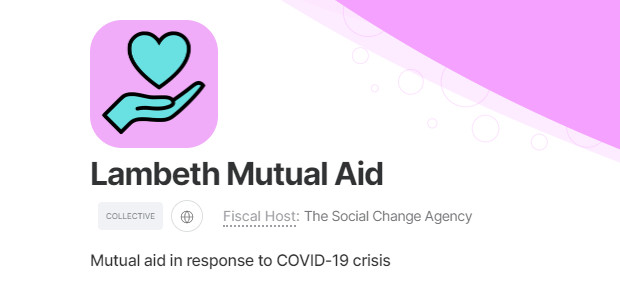 Lambeth Mutual Aid
COLLECTIVE Fiscal Host: The Social Change Agency
Mutual aid in response to COVID-19 crisis